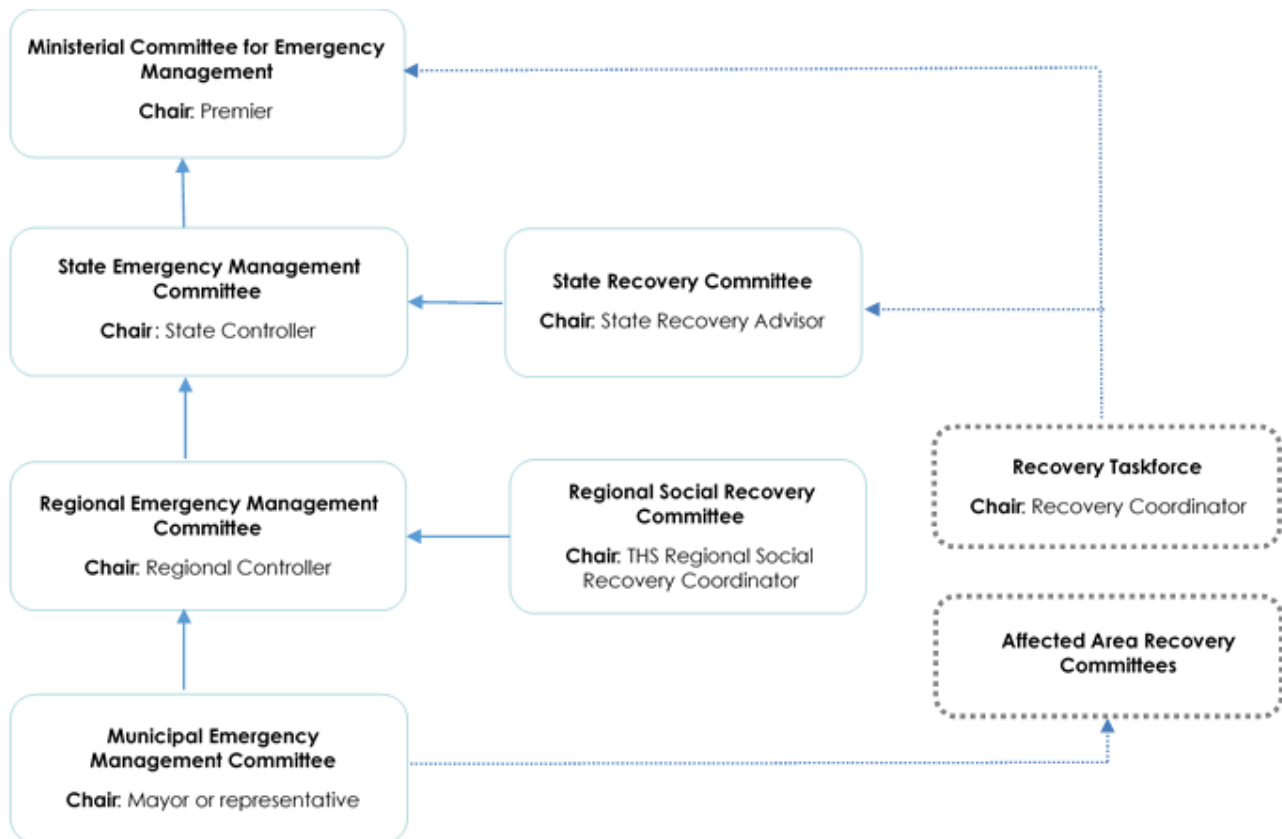 Ministerial Committee for Emergency
Management
Chair: Premier
State Emergency Management
Committee
Chair : State Controller
State Recovery Committee
Chair: State Recovery Advisor
Recovery Taskforce
Chair: Recovery Coordinator
Regional Emergency Management
Committee
Chair: Regional Controller
Regional Social Recovery
Committee
Chair: THS Regional Social
Recovery Coordinator
Affected Area Recovery
Committees
Municipal Emergency
Management Committee
Chair: Mayor or representative